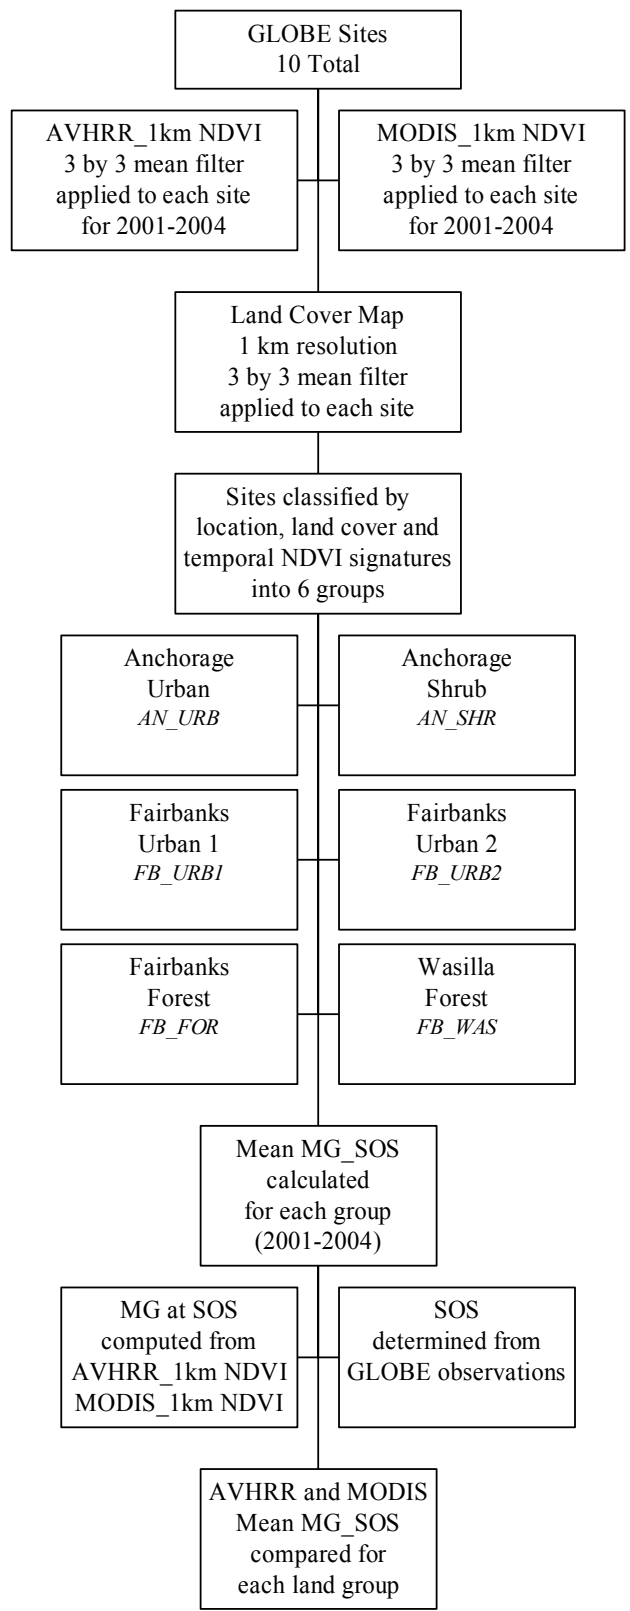 GLOBE Sites
10 Total
AVHRR_1km NDVI
3 by 3 mean filter
applied to each site
for 2001-2004
MODIS_1km NDVI
3 by 3 mean filter
applied to each site
for 2001-2004
Land Cover Map
1 km resolution
3 by 3 mean filter
applied to each site
Sites classified by
location, land cover and
temporal NDVI signatures
into 6 groups
Anchorage
Urban
AN_URB
Anchorage
Shrub
AN_SHR
Fairbanks
Urban 1
FB_URB1
Fairbanks
Urban 2
FB_URB2
Fairbanks
Forest
FB_FOR
Wasilla
Forest
FB_WAS
Mean MG_SOS
calculated
for each group
(2001-2004)
MG at SOS
computed from
AVHRR_1km NDVI
MODIS_1km NDVI
SOS
determined from
GLOBE observations
AVHRR and MODIS
Mean MG_SOS
compared for
each land group